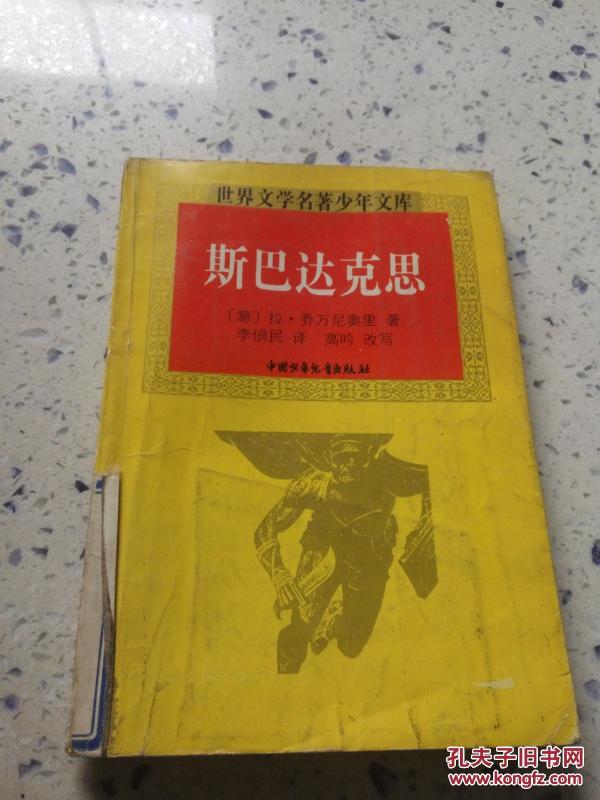 世界文学名著少年文库
斯巴达克思
〔意〕拉·乔万尼奥里 著
李俍民 译 高吟 改写
中国少年儿童出版社
孔夫子旧书网
www.kongfz.com